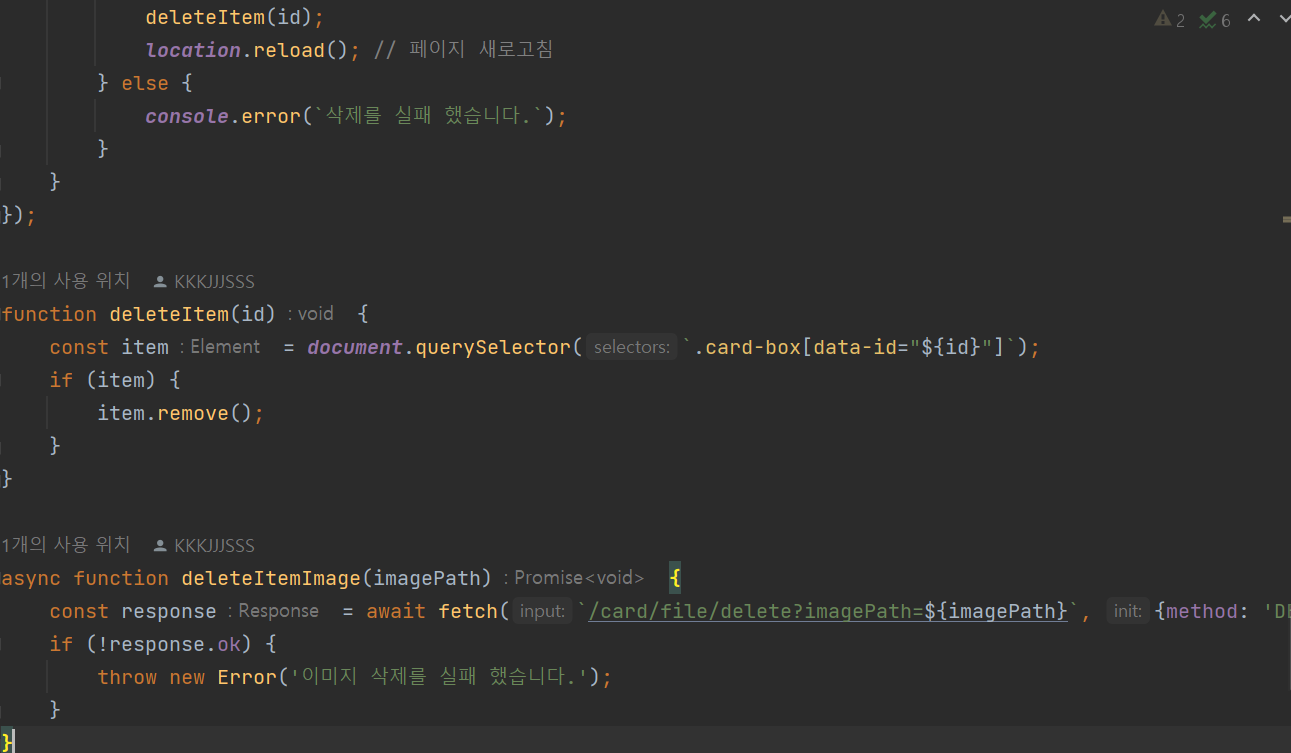 deleteItem(id);
location.reload(); // 페이지 새로고침
} else {
console.error(`삭제를 실패 했습니다.`);
}
}
});
1개의 사용 위치 KKKJJJSSS
function deleteItem(id) : void {
const item : Element = document.querySelector( selectors: `.card-box[data-id="${id}"]`);
if (item) {
item.remove();
}
}
1개의 사용 위치 KKKJJJSSS
async function deleteItemImage(imagePath) : Promise<void> {
const response : Response = await fetch( input: `/card/file/delete?imagePath=${imagePath}`, init: {method: 'DE
if (!response.ok) {
throw new Error('이미지 삭제를 실패 했습니다.');
}
}
2 6